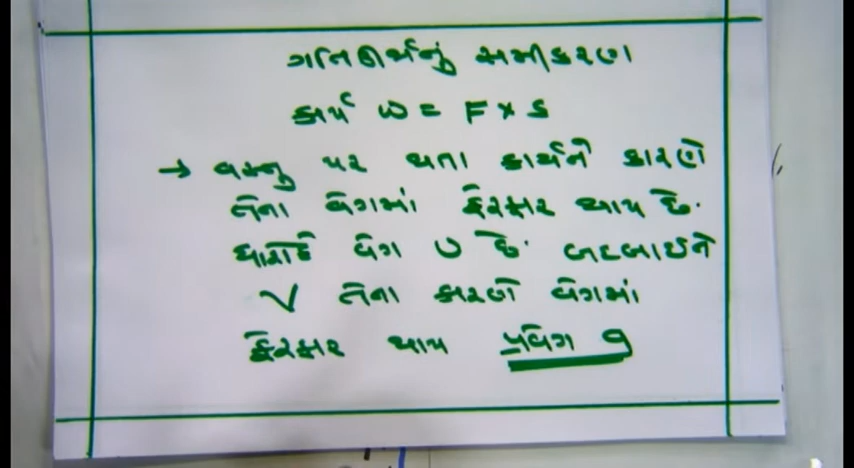 ગતિઊર્જાનું સમીકરણ
કાર્ય W = F × S
→ વસ્તુ પર થતા કાર્યને કારણે
તેના વેગમાં ફેરફાર થાય છે.
ધારોકે વેગ U છે. બદલાઈને
V તેના કારણે વેગમાં
ફેરફાર થાય પ્રવેગ